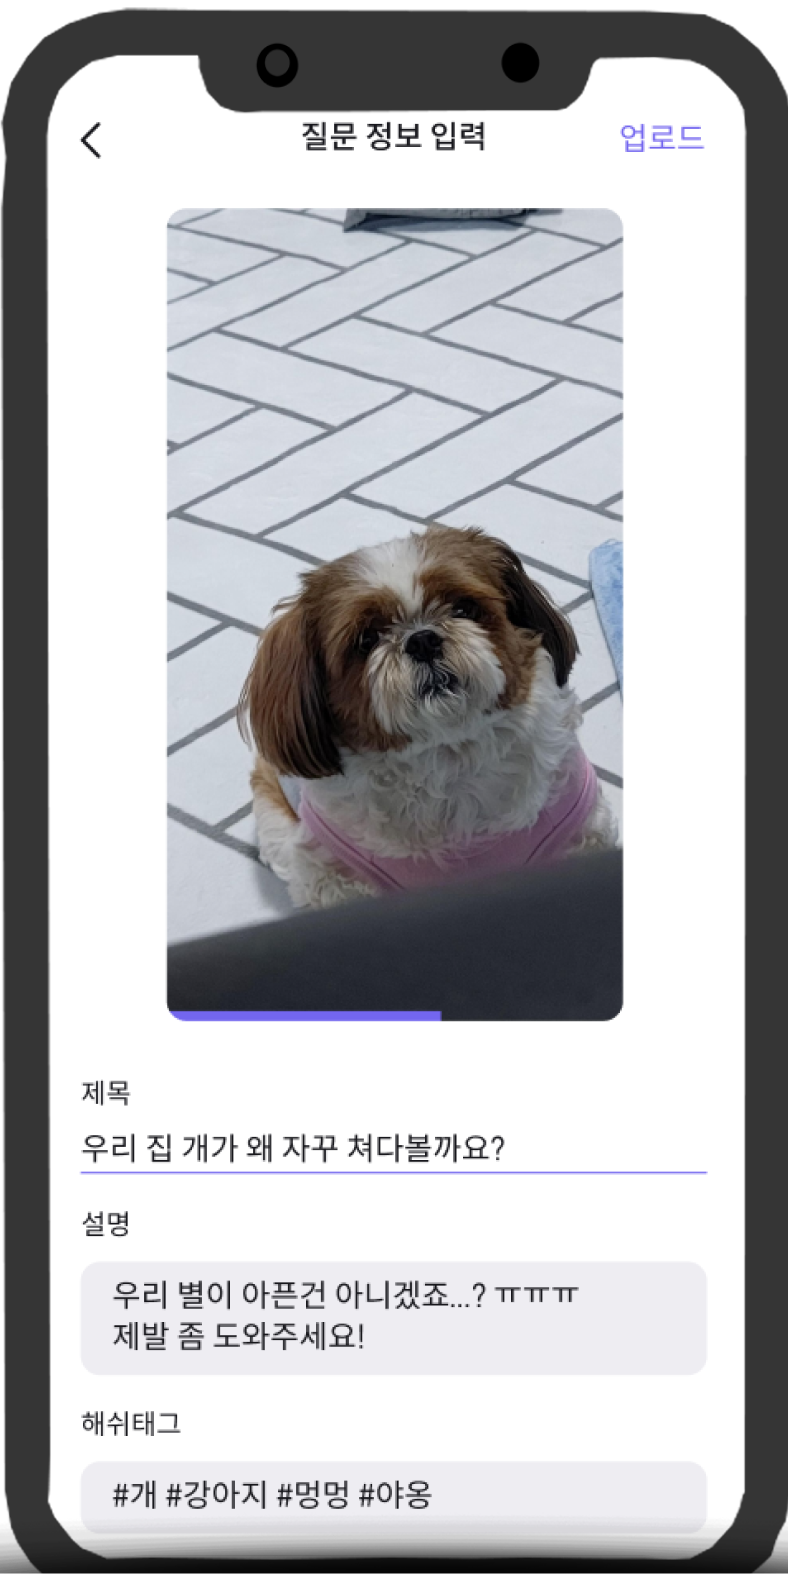 질문 정보 입력
업로드
제목
우리 집 개가 왜 자꾸 쳐다볼까요?
설명
우리 별이 아픈건 아니겠죠...? ㅠㅠㅠ
제발 좀 도와주세요!
해쉬태그
#개 #강아지 #멍멍 #야옹